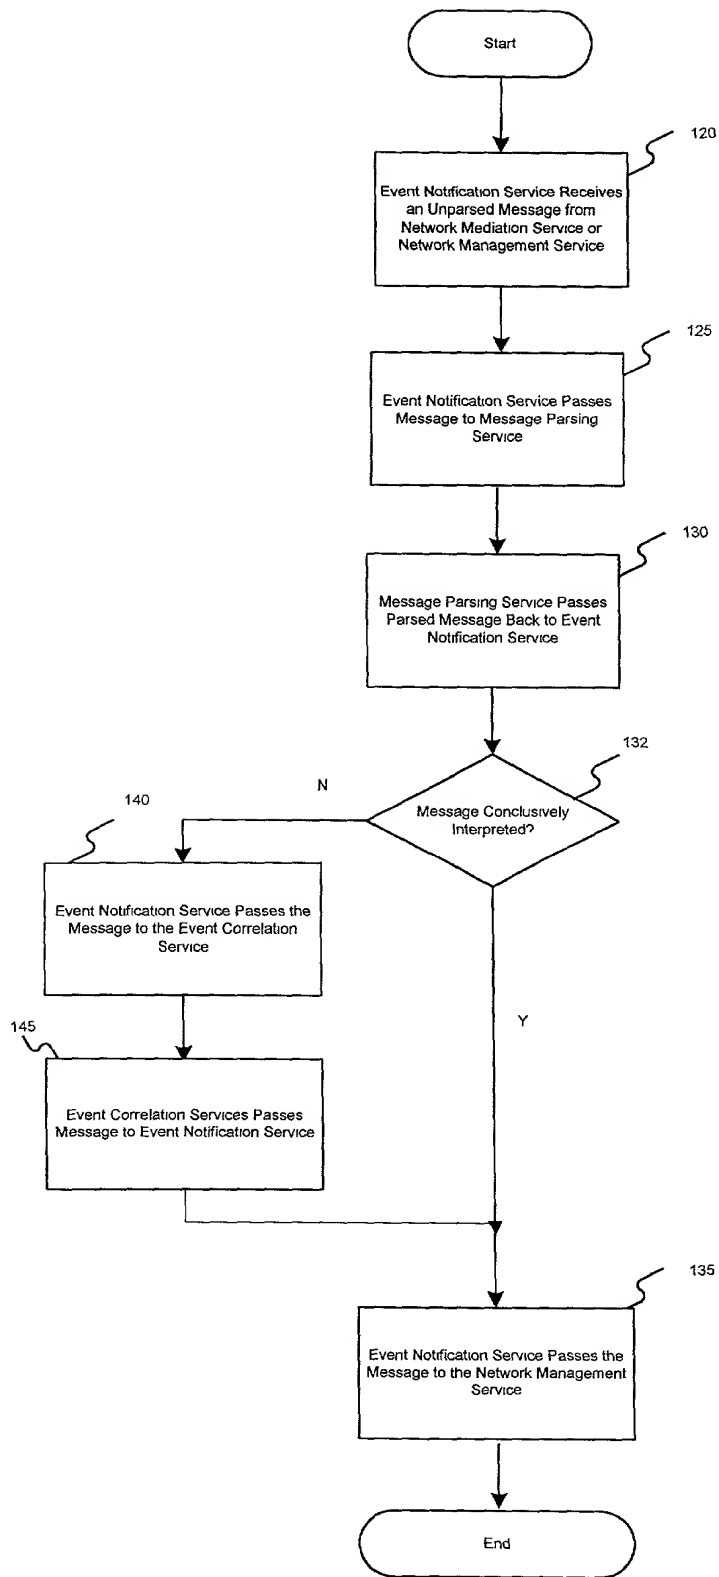 Start
120
Event Notification Service Receives
an Unparsed Message from
Network Mediation Service or
Network Management Service
125
Event Notification Service Passes
Message to Message Parsing
Service
130
Message Parsing Service Passes
Parsed Message Back to Event
Notification Service
132
Message Conclusively
Interpreted?
N
140
Event Notification Service Passes the
Message to the Event Correlation
Service
Y
145
Event Correlation Services Passes
Message to Event Notification Service
135
Event Notification Service Passes the
Message to the Network Management
Service
End